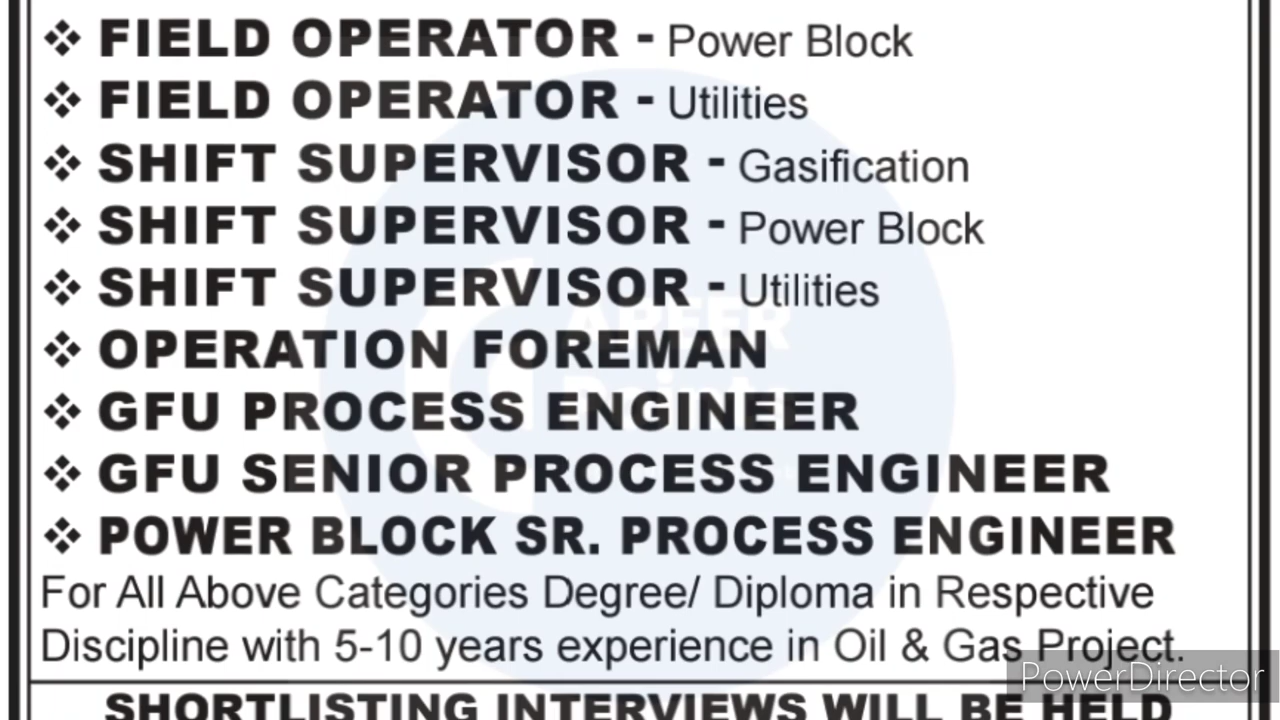 ❖ FIELD OPERATOR - Power Block
❖ FIELD OPERATOR - Utilities
❖ SHIFT SUPERVISOR - Gasification
❖ SHIFT SUPERVISOR - Power Block
❖ SHIFT SUPERVISOR - Utilities
❖ OPERATION FOREMAN
❖ GFU PROCESS ENGINEER
❖ GFU SENIOR PROCESS ENGINEER
❖ POWER BLOCK SR. PROCESS ENGINEER
For All Above Categories Degree/ Diploma in Respective
Discipline with 5-10 years experience in Oil & Gas Project.
PowerDirector
SHORTLISTING INTERVIEWS WILL BE HELD